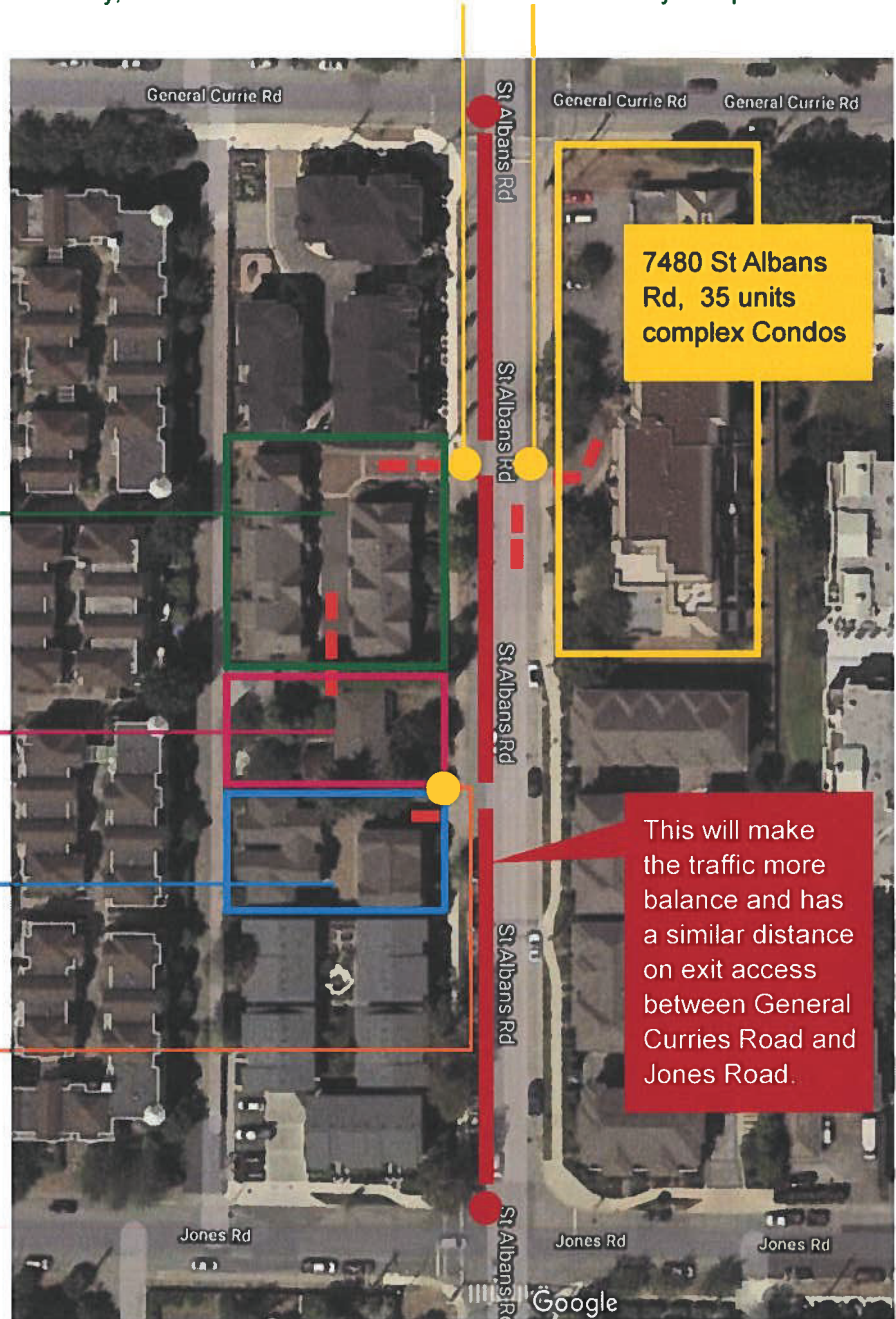 General Currie Rd
General Currie Rd
General Currie Rd
St Albans Rd
7480 St Albans
Rd, 35 units
complex Condos
St Albans Rd
St Albans Rd
This will make
the traffic more
balance and has
a similar distance
on exit access
between General
Curries Road and
Jones Road.
St Albans Rd
Jones Rd
Jones Rd
Jones Rd
St Albans Rd
Google